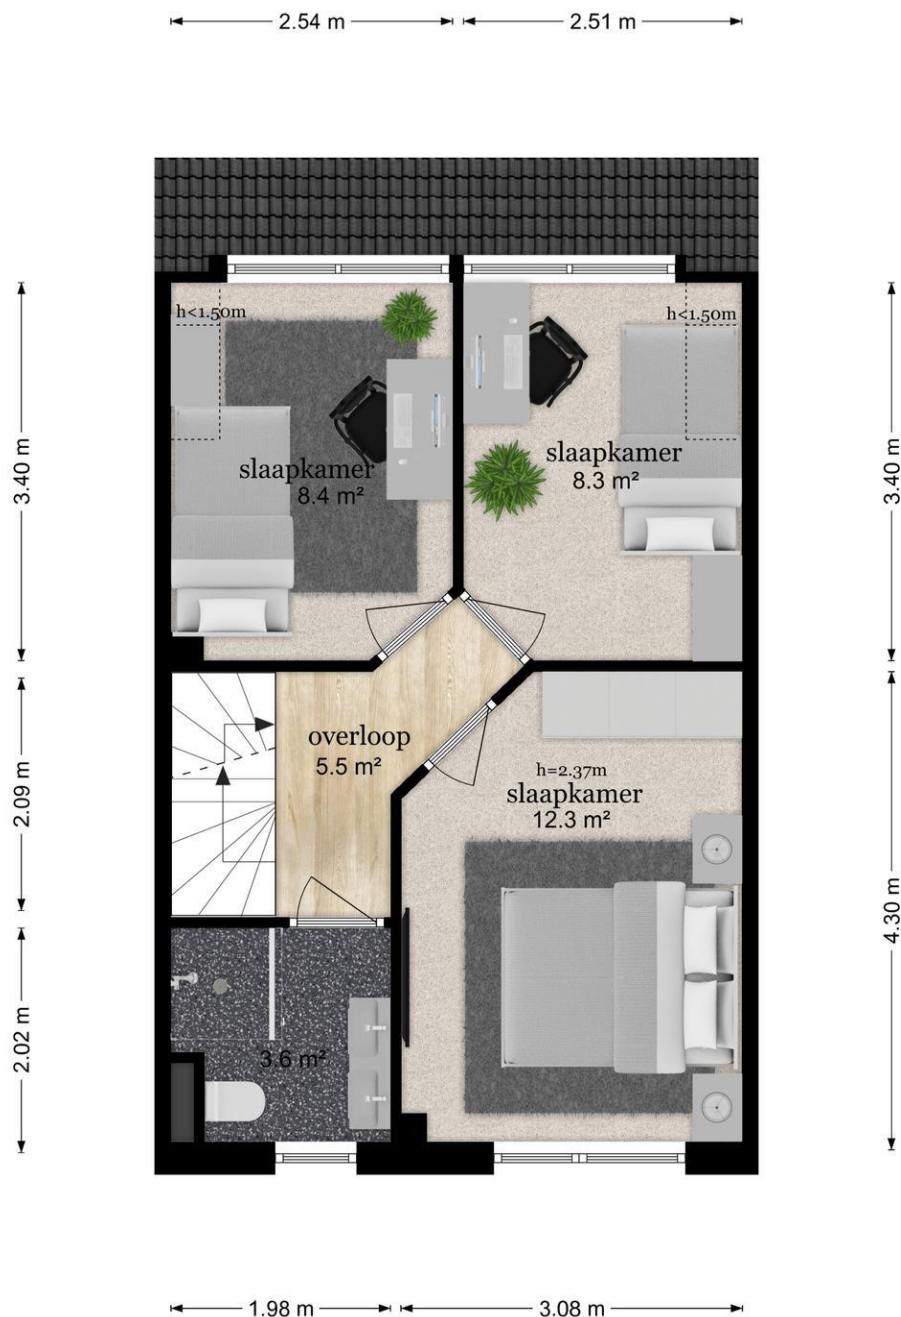 2.54 m
2.51 m
h<1.50m
h<1.50m
3.40 m
3.40 m
slaapkamer
8.4 m²
slaapkamer
8.3 m²
overloop
5.5 m²
h=2.37m
slaapkamer
12.3 m²
2.09 m
4.30 m
2.02 m
3.6 m²
1.98 m
3.08 m